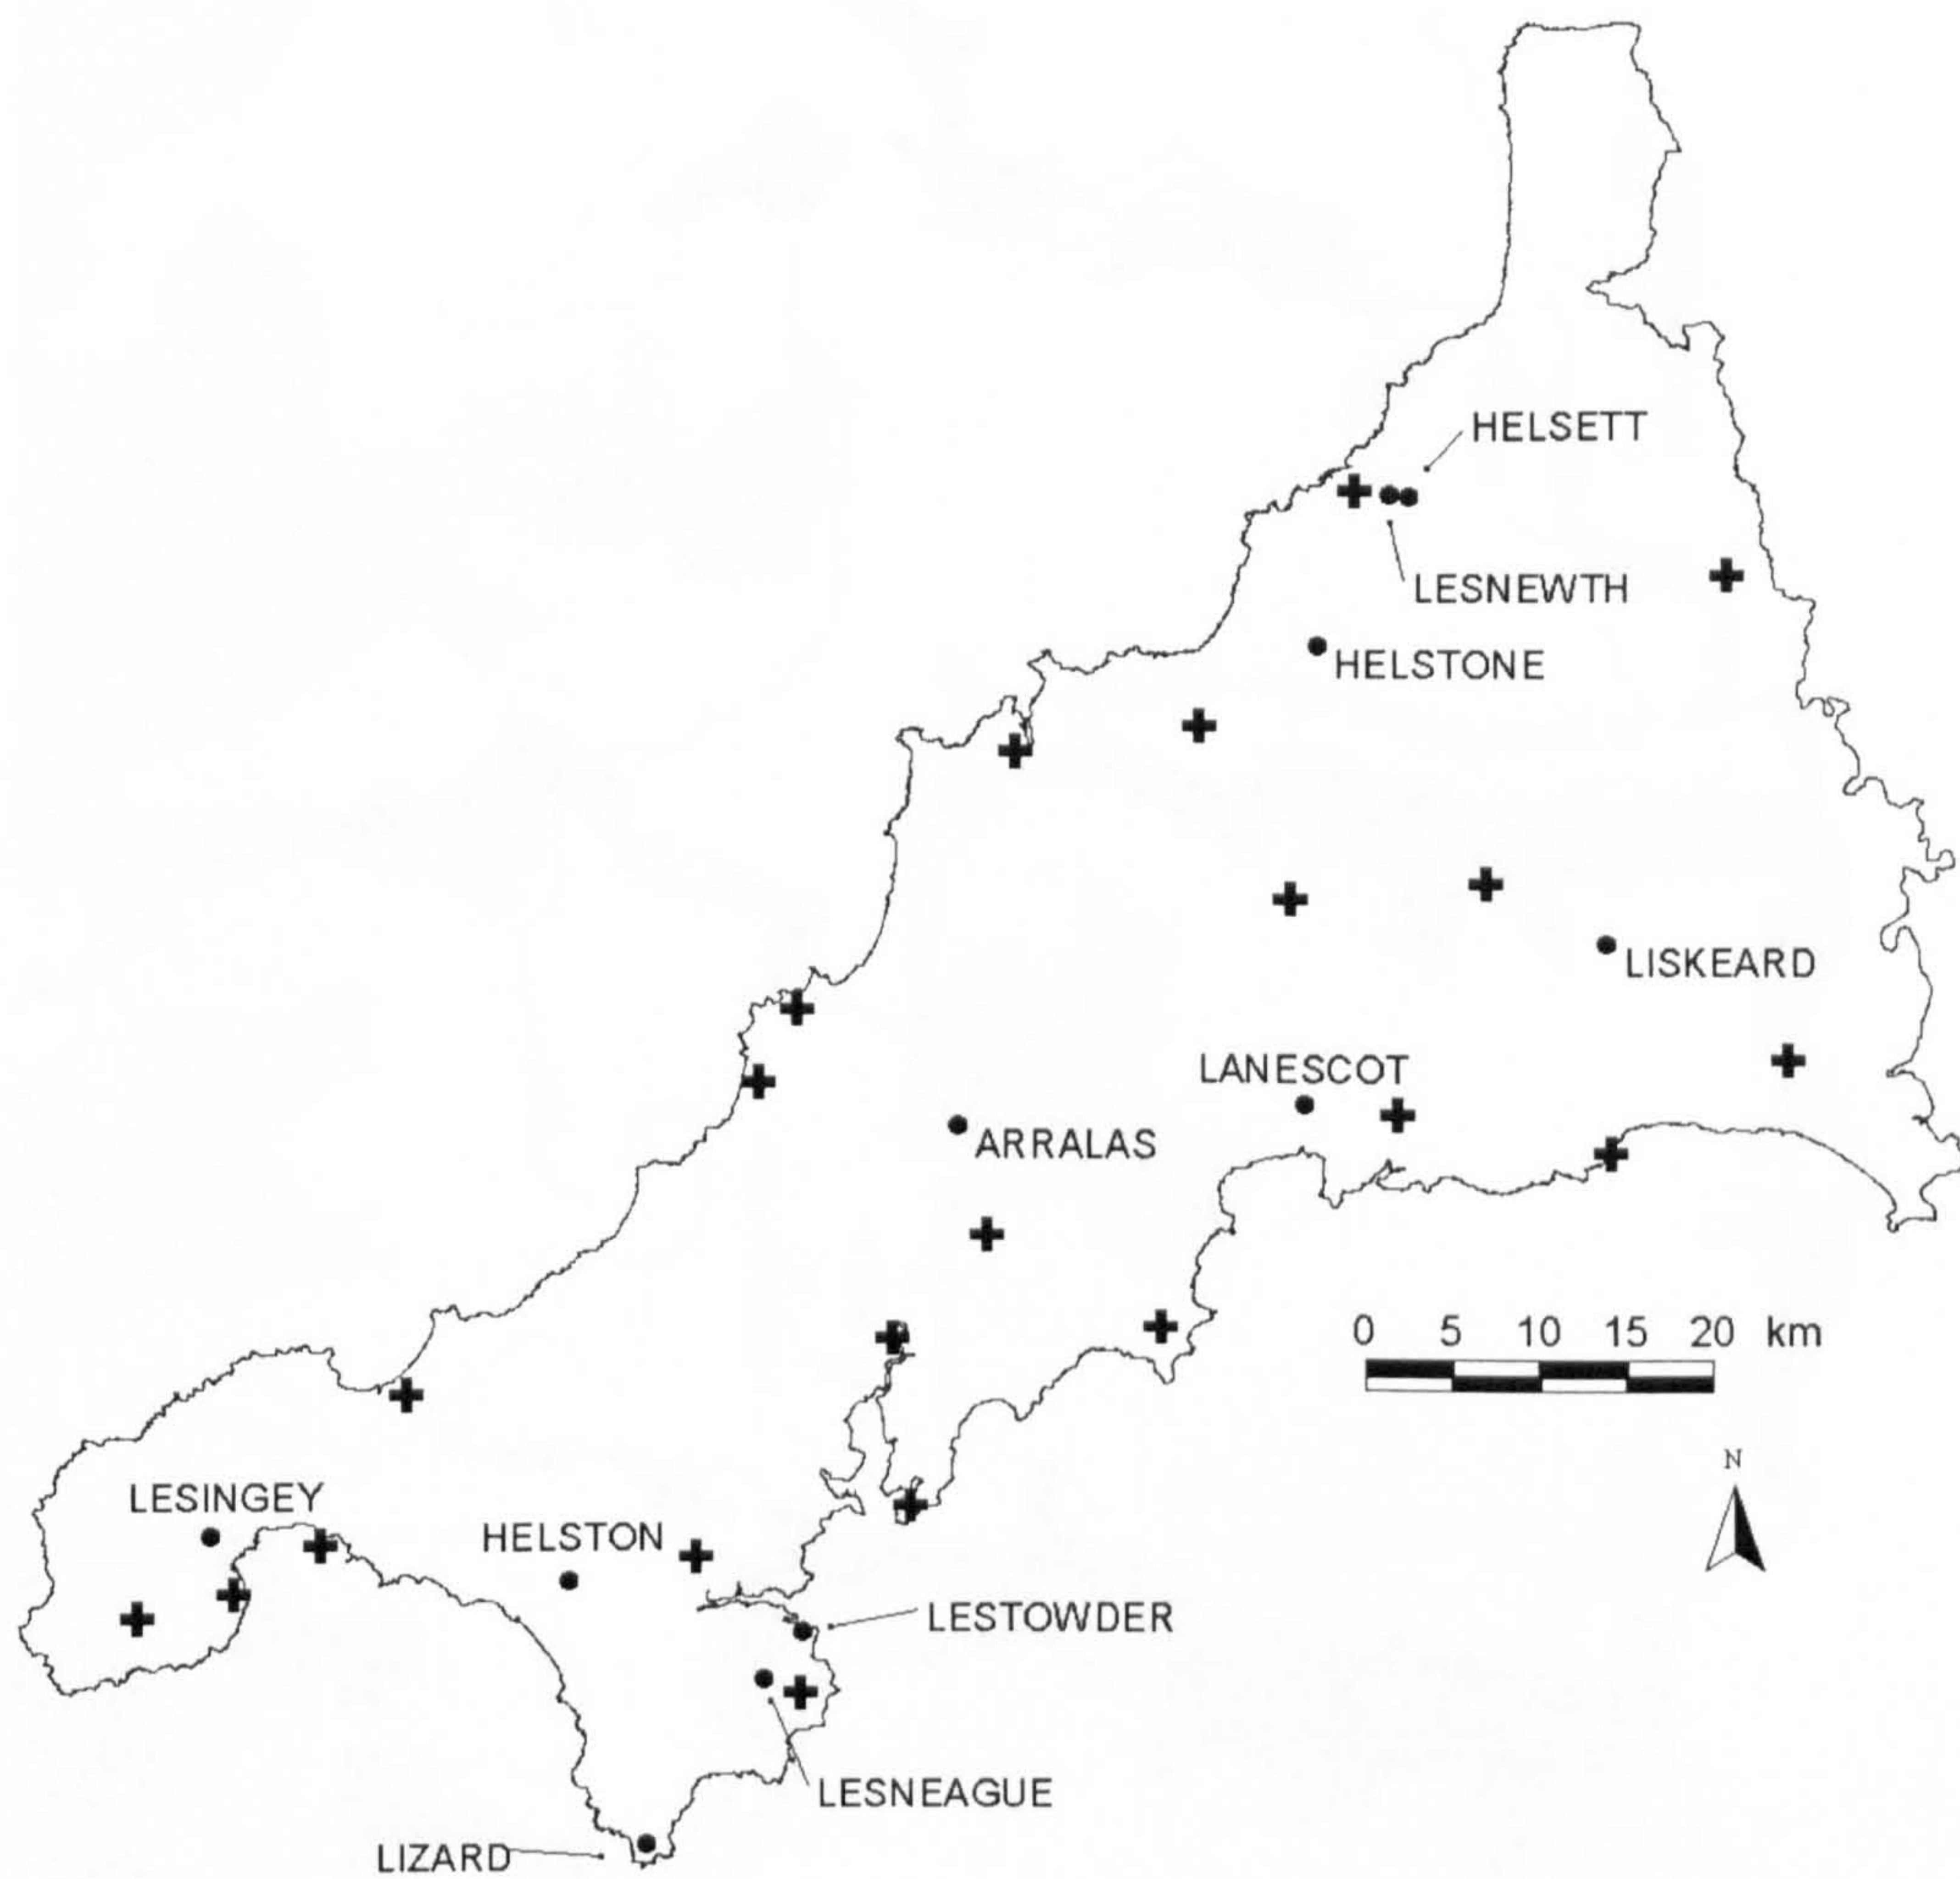 HELSETT
LESNEWTH
HELSTONE
LISKEARD
LANESCOT
ARRALAS
0 5 10 15 20 km
N
LESINGEY
HELSTON
LESTOWDER
LESNEAGUE
LIZARD